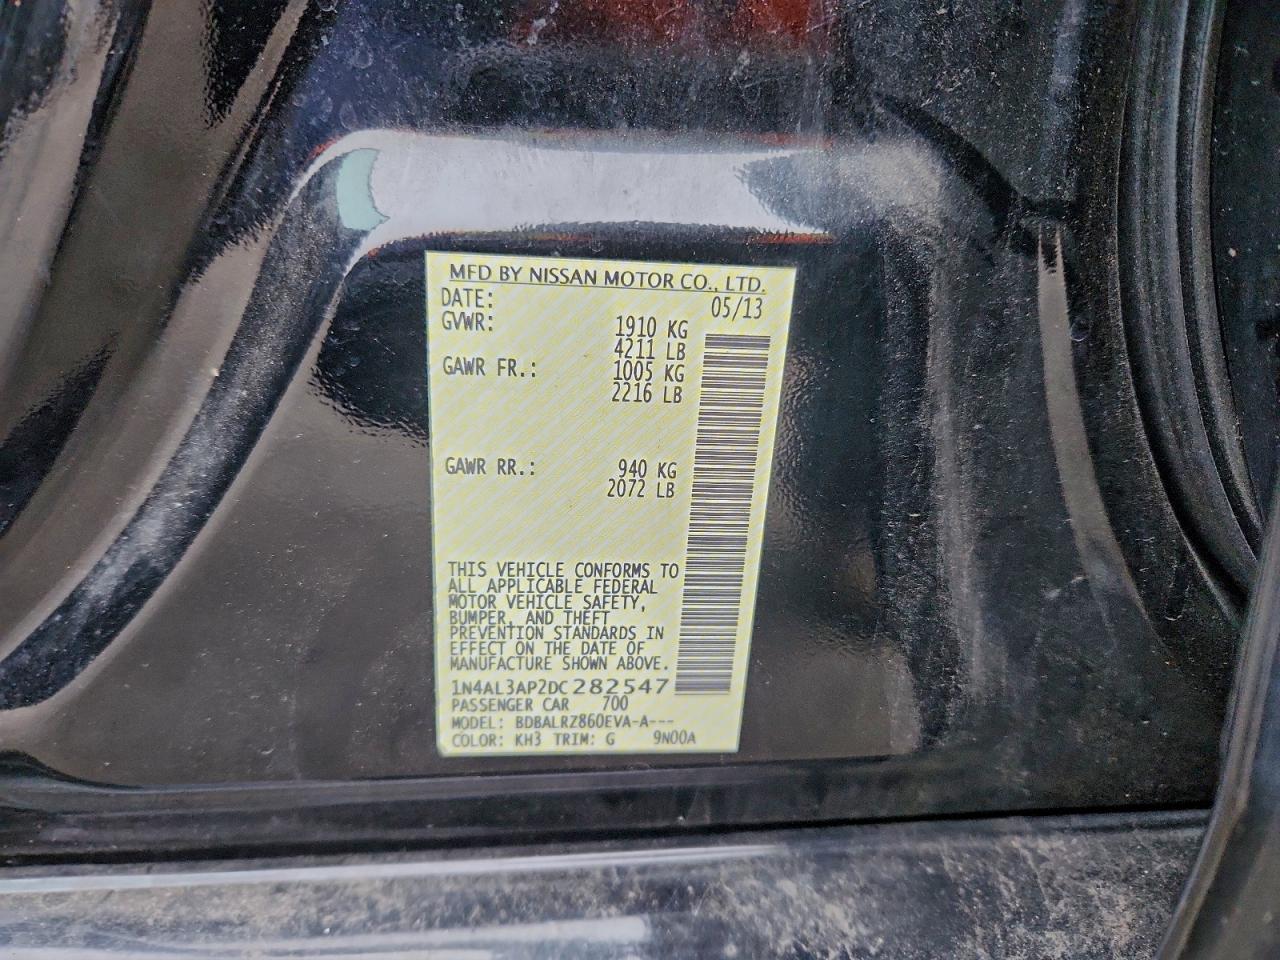 MFD BY NISSAN MOTOR CO., LTD.
DATE: 05/13
GVWR: 1910 KG
4211 LB
GAWR FR.: 1005 KG
2216 LB
GAWR RR.: 940 KG
2072 LB
THIS VEHICLE CONFORMS TO
ALL APPLICABLE FEDERAL
MOTOR VEHICLE SAFETY,
BUMPER, AND THEFT
PREVENTION STANDARDS IN
EFFECT ON THE DATE OF
MANUFACTURE SHOWN ABOVE.
1N4AL3AP2DC282547
PASSENGER CAR 700
MODEL: BDBALRZ860EVA-A---
COLOR: KH3 TRIM: G 9N00A